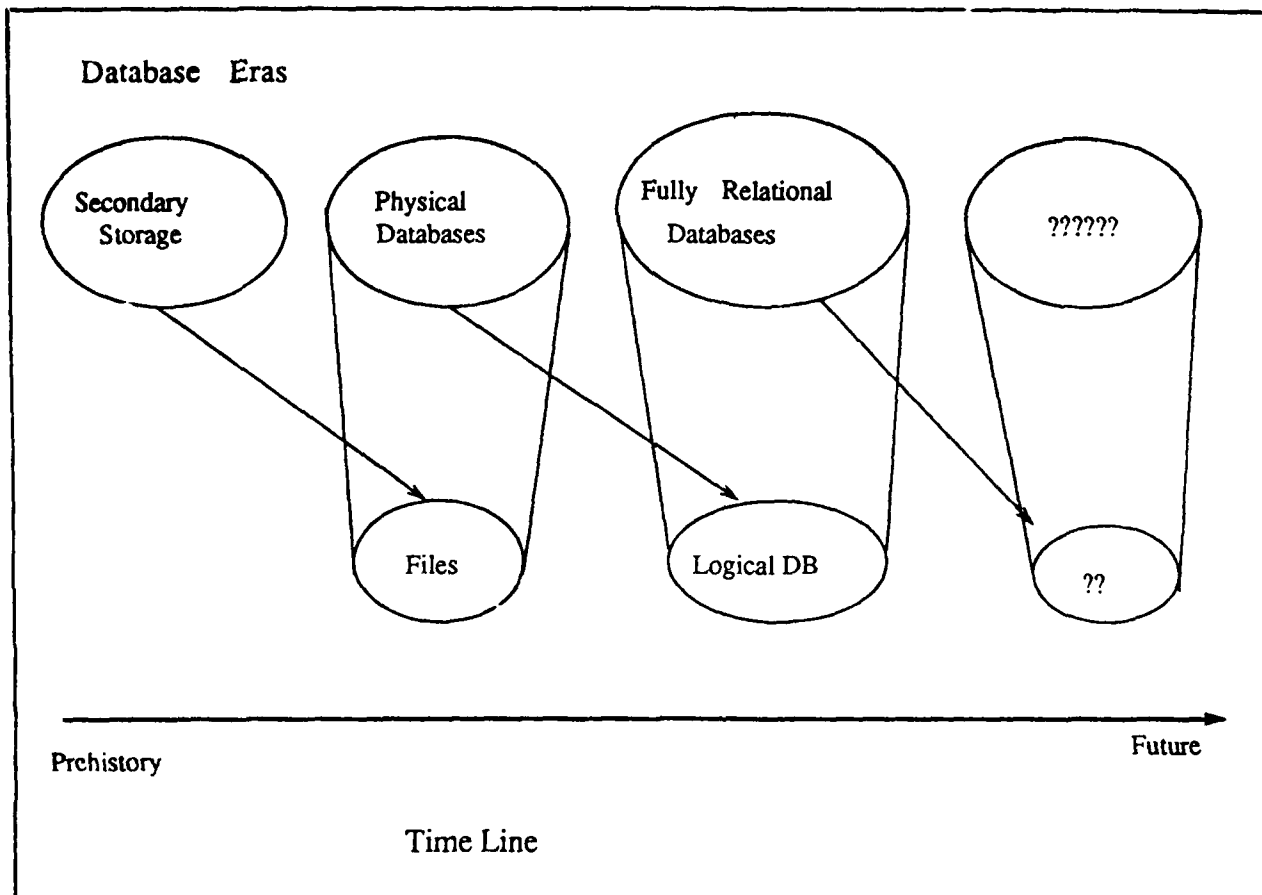 Database Eras
Secondary
Storage
Physical
Databases
Fully Relational
Databases
??????
Files
Logical DB
??
Prehistory
Future
Time Line